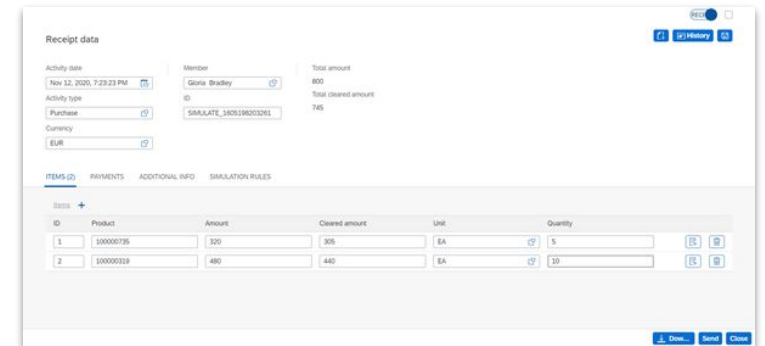 RECEI
Receipt data
History
Activity date
Member
Total amount
Nov 12, 2020, 7:23:23 PM
Gloria Bradley
800
Activity type
ID
Total cleared amount
Purchase
SIMULATE_1605198203261
745
Currency
EUR
ITEMS (2) PAYMENTS ADDITIONAL INFO SIMULATION RULES
Items +
ID Product Amount Cleared amount Unit Quantity
1 100000735 320 305 EA 5
2 100000319 480 440 EA 10
Dow... Send Close